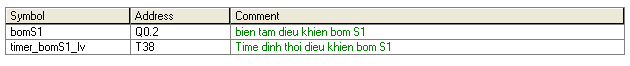 Symbol Address Comment
bomS1 Q0.2 bien tam dieu khien bom S1
timer_bomS1_lv T38 Time dinh thoi dieu khien bom S1